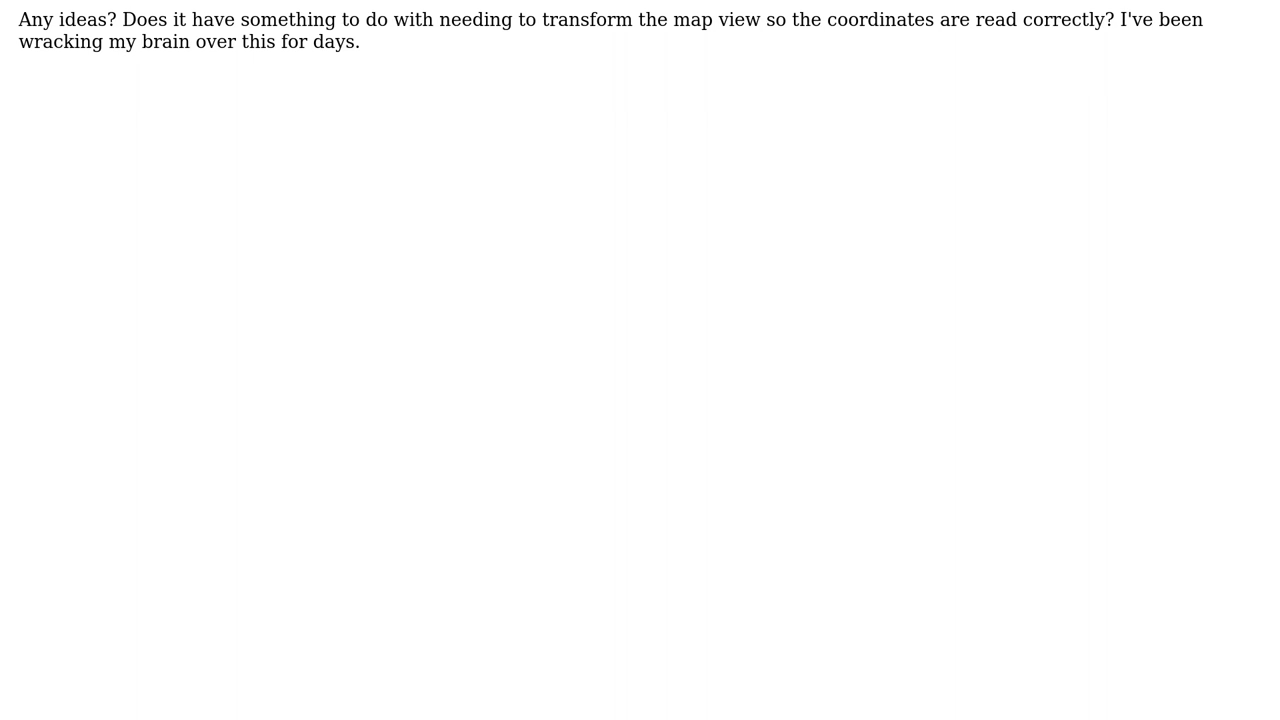 Any ideas? Does it have something to do with needing to transform the map view so the coordinates are read correctly? I've been
wracking my brain over this for days.